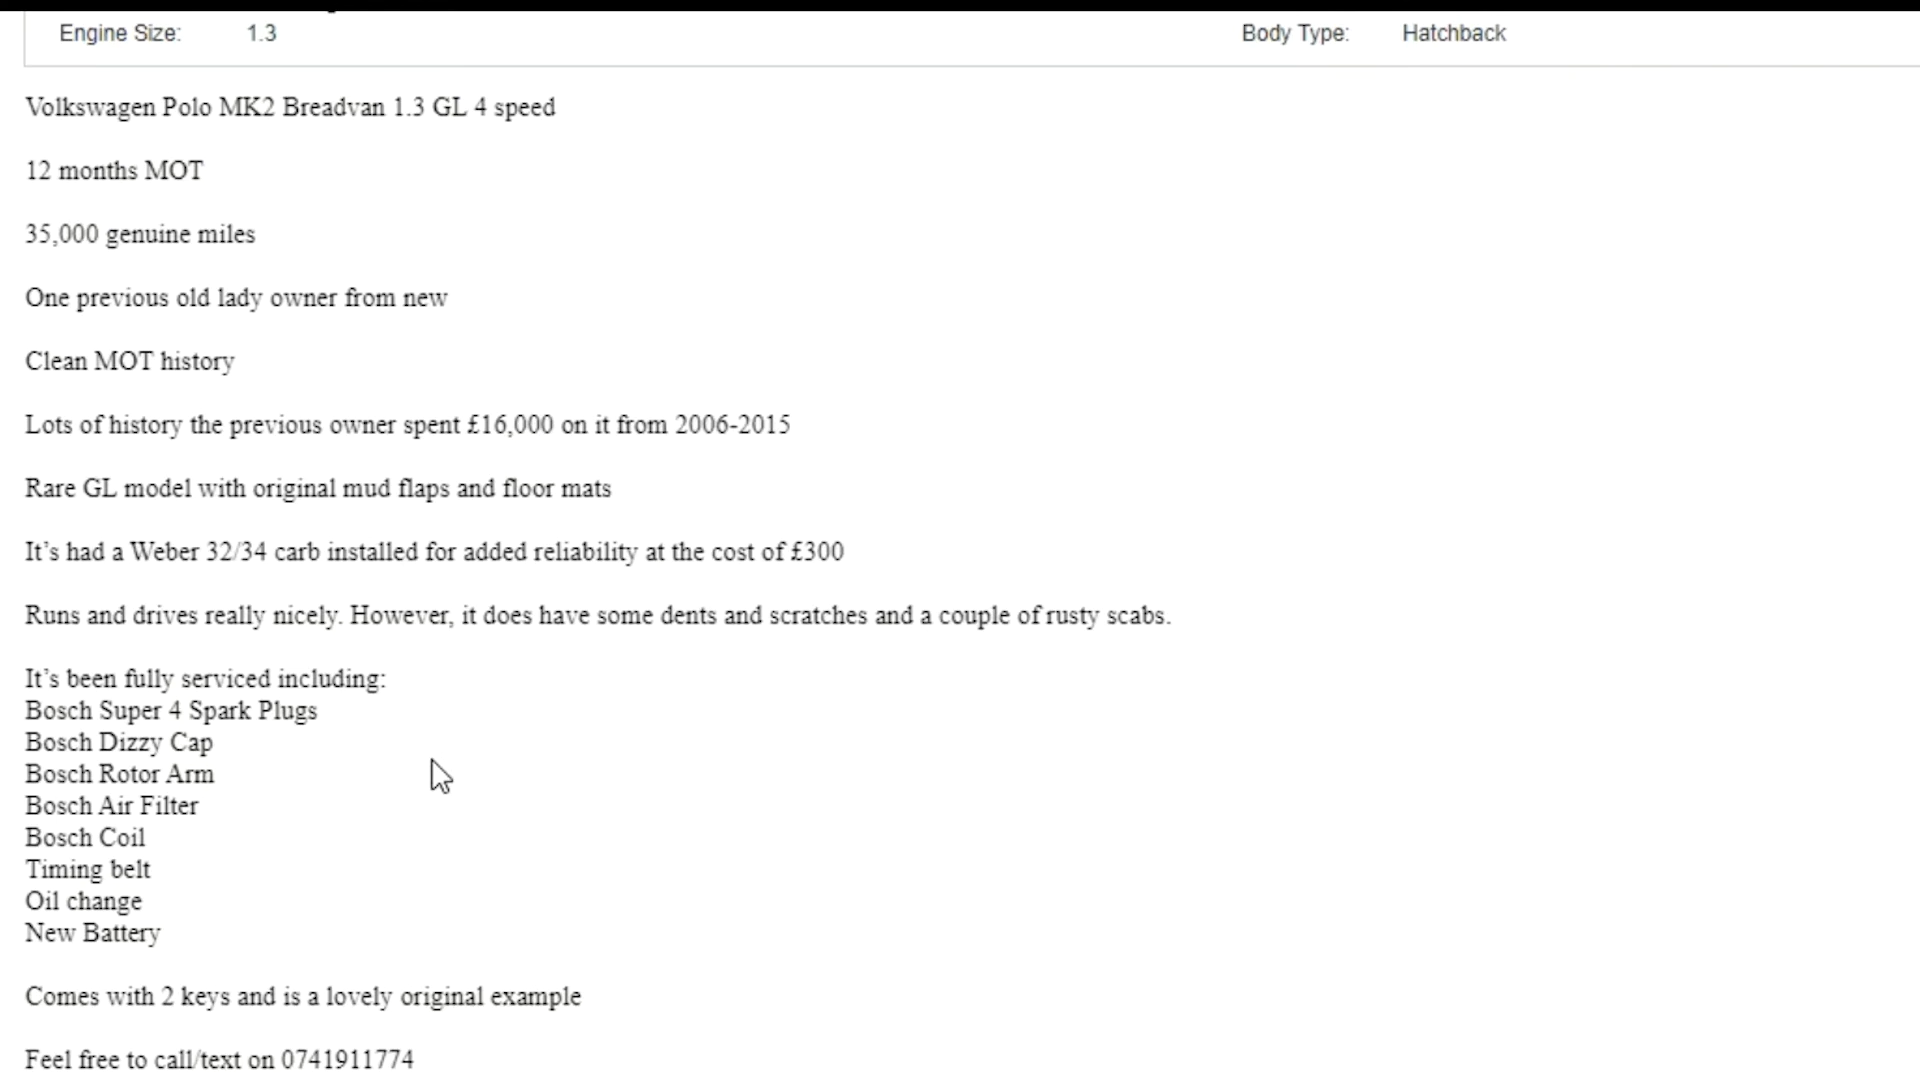 Engine Size: 1.3 Body Type: Hatchback
Volkswagen Polo MK2 Breadvan 1.3 GL 4 speed
12 months MOT
35,000 genuine miles
One previous old lady owner from new
Clean MOT history
Lots of history the previous owner spent £16,000 on it from 2006-2015
Rare GL model with original mud flaps and floor mats
It's had a Weber 32/34 carb installed for added reliability at the cost of £300
Runs and drives really nicely. However, it does have some dents and scratches and a couple of rusty scabs.
It's been fully serviced including:
Bosch Super 4 Spark Plugs
Bosch Dizzy Cap
Bosch Rotor Arm
Bosch Air Filter
Bosch Coil
Timing belt
Oil change
New Battery
Comes with 2 keys and is a lovely original example
Feel free to call/text on 0741911774